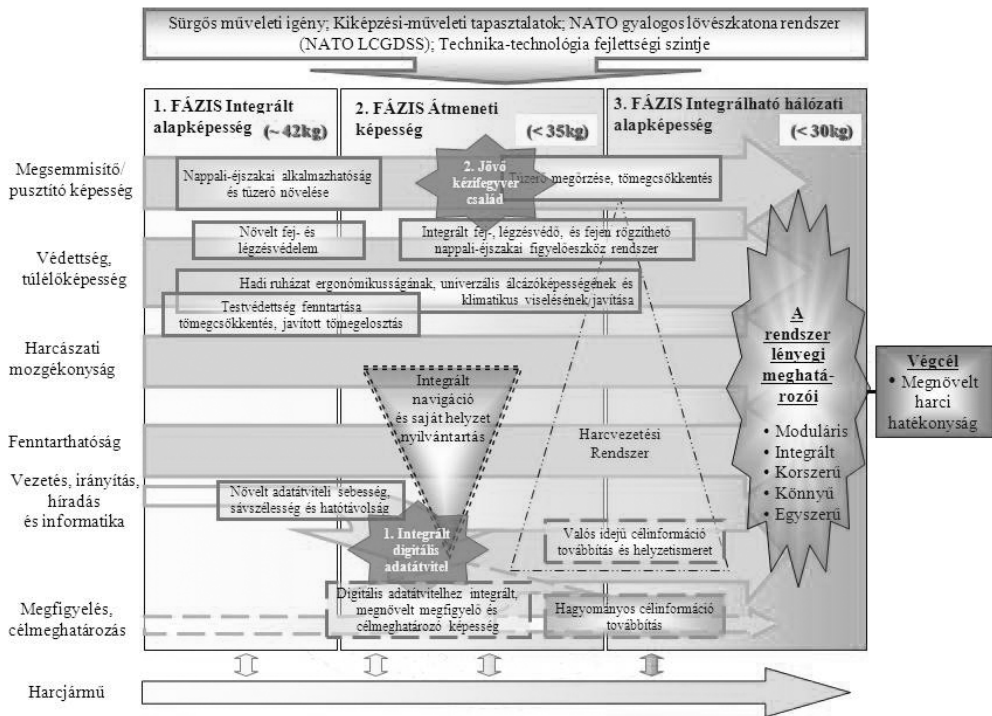 Sürgős műveleti igény; Kiképzési-műveleti tapasztalatok; NATO gyalogos lövészkatona rendszer
(NATO LCGDSS); Technika-technológia fejlettségi szintje
1. FÁZIS Integrált
alapképesség (~ 42kg)
2. FÁZIS Átmeneti
képesség (< 35kg)
3. FÁZIS Integrálható hálózati
alapképesség (< 30kg)
Megsemmisítő/
pusztító képesség
Nappali-éjszakai alkalmazhatóság
és tűzerő növelése
2. Jövő
kézifegyver
család
Tűzerő megőrzése, tömegcsökkentés
Védettség,
túlélőképesség
Növelt fej- és
légzésvédelem
Integrált fej-, légzésvédő, és fejen rögzíthető
nappali-éjszakai figyelőeszköz rendszer
Hadi ruházat ergonómikusságának, univerzális álcázóképességének és
klimatikus viselésének javítása
Testvédettség fenntartása
tömegcsökkentés, javított tömegelosztás
Harcászati
mozgékonyság
Integrált
navigáció
és saját helyzet
nyilvántartás
Fenntarthatóság
Harcvezetési
Rendszer
Vezetés, irányítás,
híradás
és informatika
Növelt adatátviteli sebesség,
sávszélesség és hatótávolság
1. Integrált
digitális
adatátvitel
Valós idejű célinformáció
továbbítás és helyzetismeret
Megfigyelés,
célmeghatározás
Digitális adatátvitelhez integrált,
megnövelt megfigyelő és
célmeghatározó képesség
Hagyományos célinformáció
továbbítás
A
rendszer
lényegi
meghatá-
rozói
• Moduláris
• Integrált
• Korszerű
• Könnyű
• Egyszerű
Végcél
• Megnövelt
harci
hatékonyság
Harcjármű